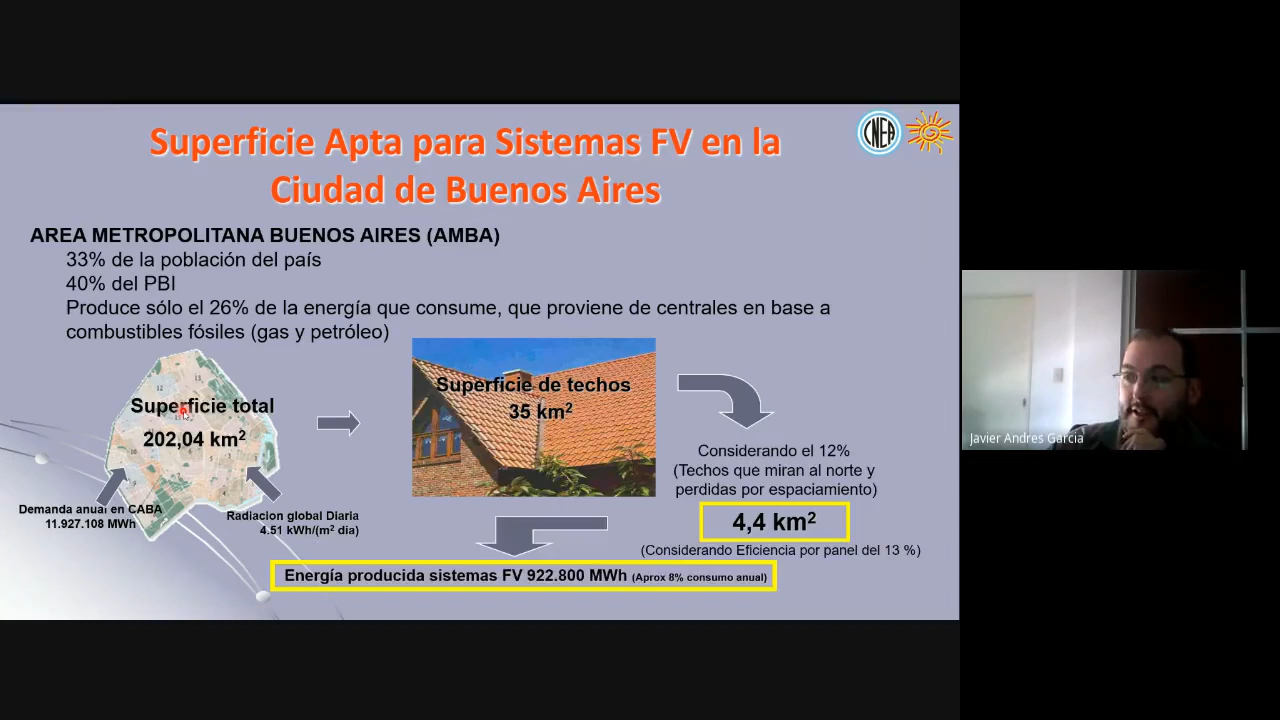 Superficie Apta para Sistemas FV en la
Ciudad de Buenos Aires
CNEA
AREA METROPOLITANA BUENOS AIRES (AMBA)
33% de la población del país
40% del PBI
Produce sólo el 26% de la energía que consume, que proviene de centrales en base a
combustibles fósiles (gas y petróleo)
12
13
Superficie total
202,04 km²
10
Demanda anual en CABA
11.927.108 MWh
Radiacion global Diaria
4.51 kWh/(m² dia)
Superficie de techos
35 km²
Considerando el 12%
(Techos que miran al norte y
perdidas por espaciamiento)
4,4 km²
(Considerando Eficiencia por panel del 13 %)
Energía producida sistemas FV 922.800 MWh (Aprox 8% consumo anual)
Javier Andres Garcia